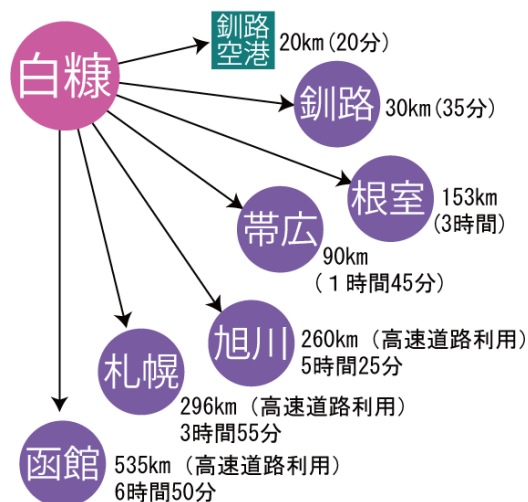 白糠
釧路
空港
20km(20分)
釧路
30km(35分)
根室
153km
(3時間)
帯広
90km
(１時間45分)
旭川
260km(高速道路利用)
5時間25分
札幌
296km(高速道路利用)
3時間55分
函館
535km(高速道路利用)
6時間50分